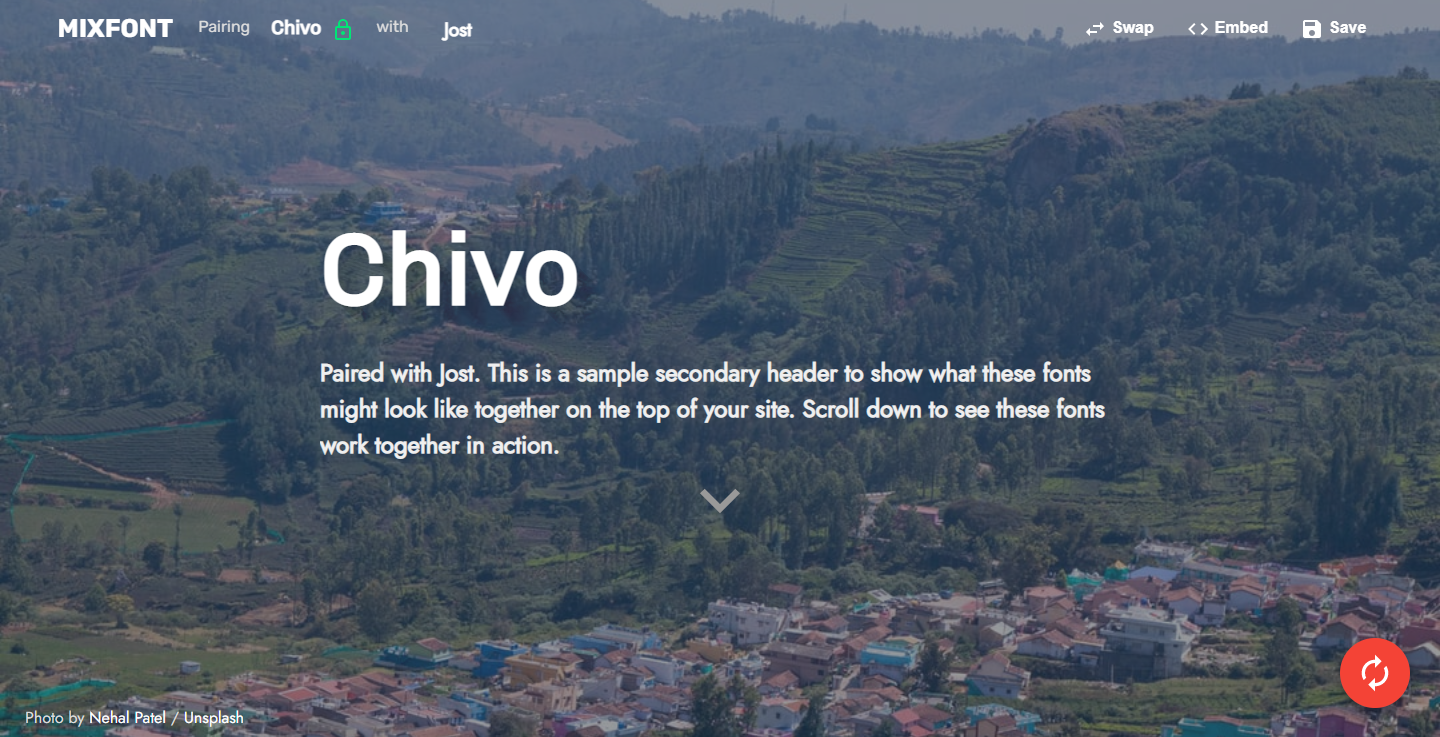 MIXFONT Pairing Chivo with Jost Swap Embed Save
Chivo
Paired with Jost. This is a sample secondary header to show what these fonts
might look like together on the top of your site. Scroll down to see these fonts
work together in action.
Photo by Nehal Patel / Unsplash